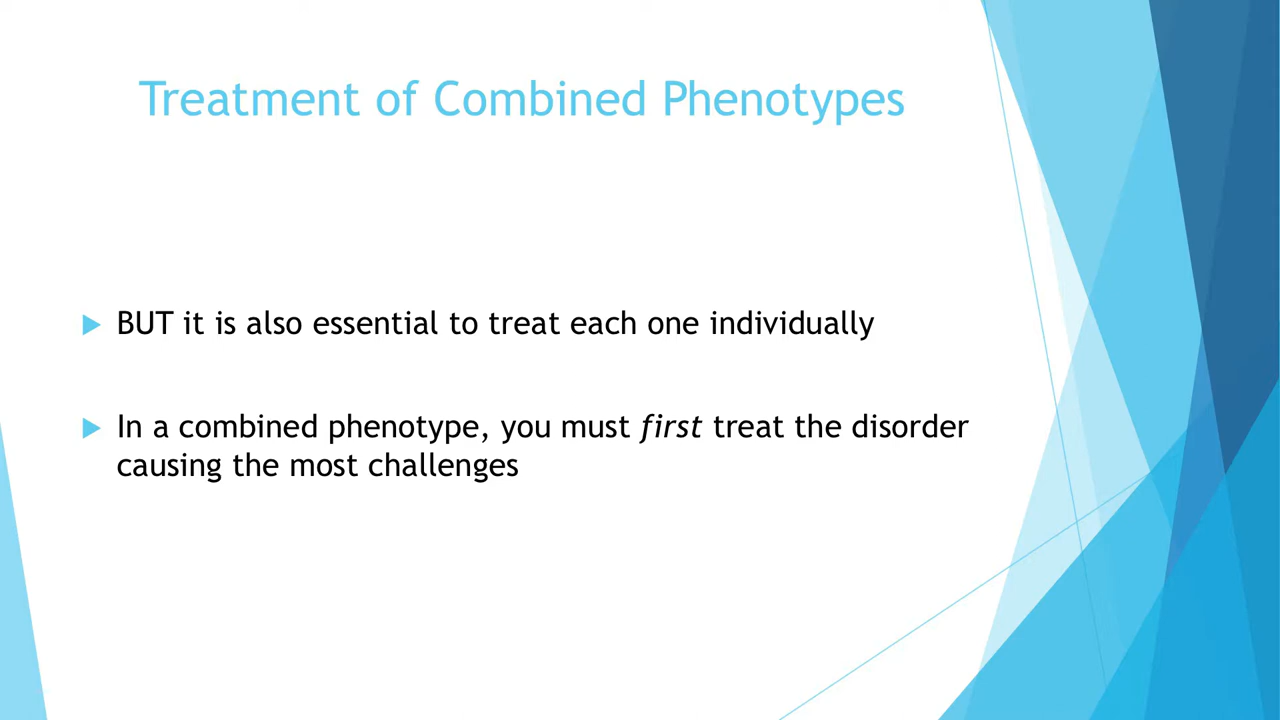 Treatment of Combined Phenotypes
BUT it is also essential to treat each one individually
In a combined phenotype, you must first treat the disorder
causing the most challenges